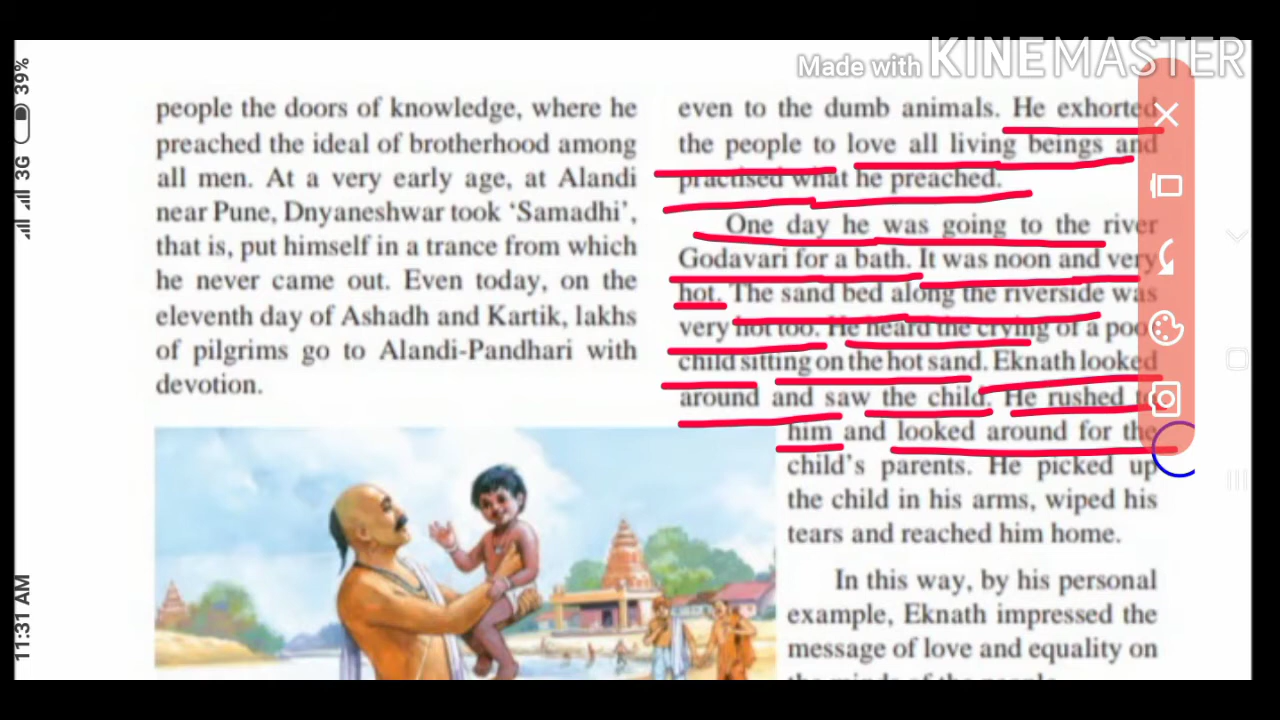 Made with KINEMASTER
39%
3G
11:31 AM
people the doors of knowledge, where he
preached the ideal of brotherhood among
all men. At a very early age, at Alandi
near Pune, Dnyaneshwar took ‘Samadhi’,
that is, put himself in a trance from which
he never came out. Even today, on the
eleventh day of Ashadh and Kartik, lakhs
of pilgrims go to Alandi-Pandhari with
devotion.
even to the dumb animals. He exhorted
the people to love all living beings and
practised what he preached.
One day he was going to the river
Godavari for a bath. It was noon and very
hot. The sand bed along the riverside was
very hot too. He heard the crying of a poor
child sitting on the hot sand. Eknath looked
around and saw the child. He rushed to
him and looked around for the
child’s parents. He picked up
the child in his arms, wiped his
tears and reached him home.
In this way, by his personal
example, Eknath impressed the
message of love and equality on
the minds of the people.